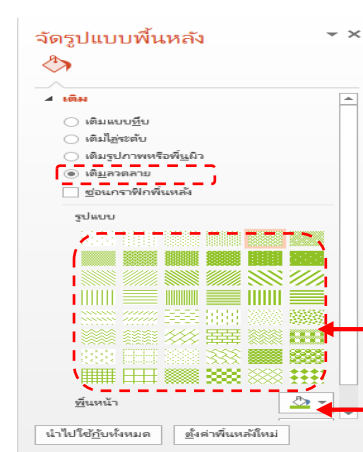 จัดรูปแบบพื้นหลัง
เติม
เติมแบบทึบ
เติมไล่ระดับ
เติมรูปภาพหรือพื้นผิว
เติมลวดลาย
ซ่อนกราฟิกพื้นหลัง
รูปแบบ
พื้นหน้า
นำไปใช้กับทั้งหมด ตั้งค่าพื้นหลังใหม่